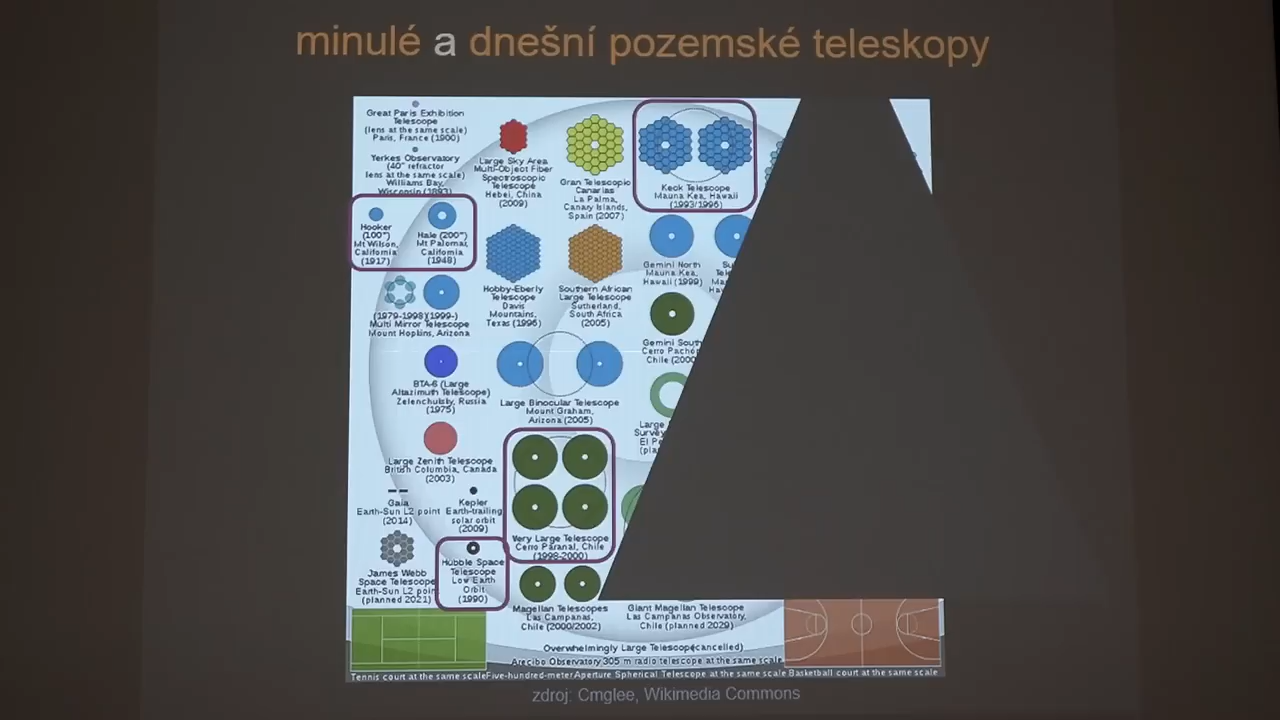 minulé a dnešní pozemské teleskopy
Great Paris Exhibition
Telescope
(lens at the same scale)
Paris, France (1900)
Yerkes Observatory
(40" refractor
lens at the same scale)
Williams Bay,
Wisconsin (1893)
Hooker
(100")
Mt Wilson,
California
(1917)
Hale (200")
Mt Palomar,
California
(1948)
(1979-1998)(1999-)
Multi Mirror Telescope
Mount Hopkins, Arizona
BTA-6 (Large
Altazimuth Telescope)
Zelenchuksky, Russia
(1975)
Large Zenith Telescope
British Columbia, Canada
(2003)
Gaia
Earth-Sun L2 point
(2014)
Kepler
Earth-trailing
solar orbit
(2009)
James Webb
Space Telescope
Earth-Sun L2 point
(planned 2021)
Hubble Space
Telescope
Low Earth
Orbit
(1990)
Large Sky Area
Multi-Object Fiber
Spectroscopic
Telescope
Hebei, China
(2009)
Gran Telescopio
Canarias
La Palma,
Canary Islands,
Spain (2007)
Keck Telescope
Mauna Kea, Hawaii
(1993/1996)
Hobby-Eberly
Telescope
Davis
Mountains,
Texas (1996)
Southern African
Large Telescope
Sutherland,
South Africa
(2005)
Gemini North
Mauna Kea,
Hawaii (1999)
Gemini South
Cerro Pachón
Chile (2000
Large Binocular Telescope
Mount Graham,
Arizona (2005)
Large
Survey
El Pe
(pla
Very Large Telescope
Cerro Paranal, Chile
(1998-2000)
Magellan Telescopes
Las Campanas,
Chile (2000/2002)
Giant Magellan Telescope
Las Campanas Observatory,
Chile (planned 2029)
Overwhelmingly Large Telescope(cancelled)
Arecibo Observatory 305 m radio telescope at the same scale
Tennis court at the same scale
Five-hundred-meter Aperture Spherical Telescope at the same scale
Basketball court at the same scale
zdroj: Cmglee, Wikimedia Commons